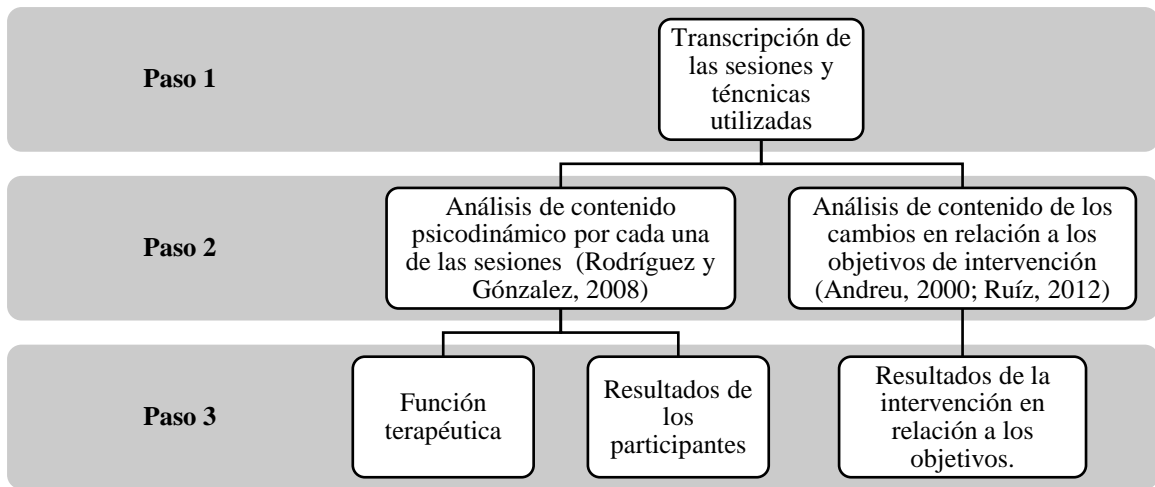 Paso 1
Transcripción de
las sesiones y
téncnicas
utilizadas
Paso 2
Análisis de contenido
psicodinámico por cada una
de las sesiones (Rodríguez y
Gónzalez, 2008)
Análisis de contenido de los
cambios en relación a los
objetivos de intervención
(Andreu, 2000; Ruíz, 2012)
Paso 3
Función
terapéutica
Resultados de
los
participantes
Resultados de la
intervención en
relación a los
objetivos.